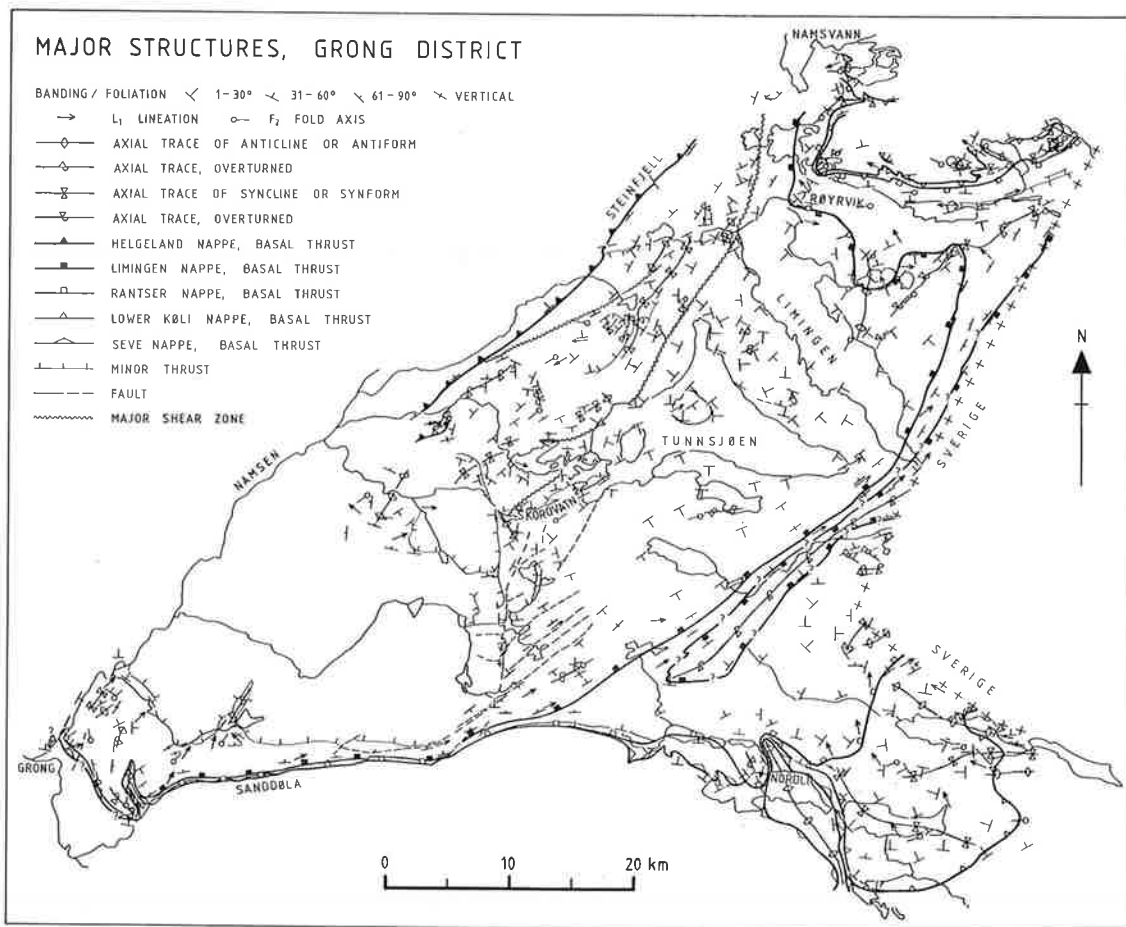 MAJOR STRUCTURES, GRONG DISTRICT
BANDING / FOLIATION 1-30° 31-60° 61-90° VERTICAL
L₁ LINEATION F₂ FOLD AXIS
AXIAL TRACE OF ANTICLINE OR ANTIFORM
AXIAL TRACE, OVERTURNED
AXIAL TRACE OF SYNCLINE OR SYNFORM
AXIAL TRACE, OVERTURNED
HELGELAND NAPPE, BASAL THRUST
LIMINGEN NAPPE, BASAL THRUST
RANTSER NAPPE, BASAL THRUST
LOWER KØLI NAPPE, BASAL THRUST
SEVE NAPPE, BASAL THRUST
MINOR THRUST
FAULT
MAJOR SHEAR ZONE
NAMSVANN
STEINFJELL
RØYRVIK
LIMINGEN
N
SVERIGE
TUNNSJØEN
NAMSEN
SKOROVATN
SVERIGE
GRONG
SANDDØLA
NORDLI
0 10 20 km